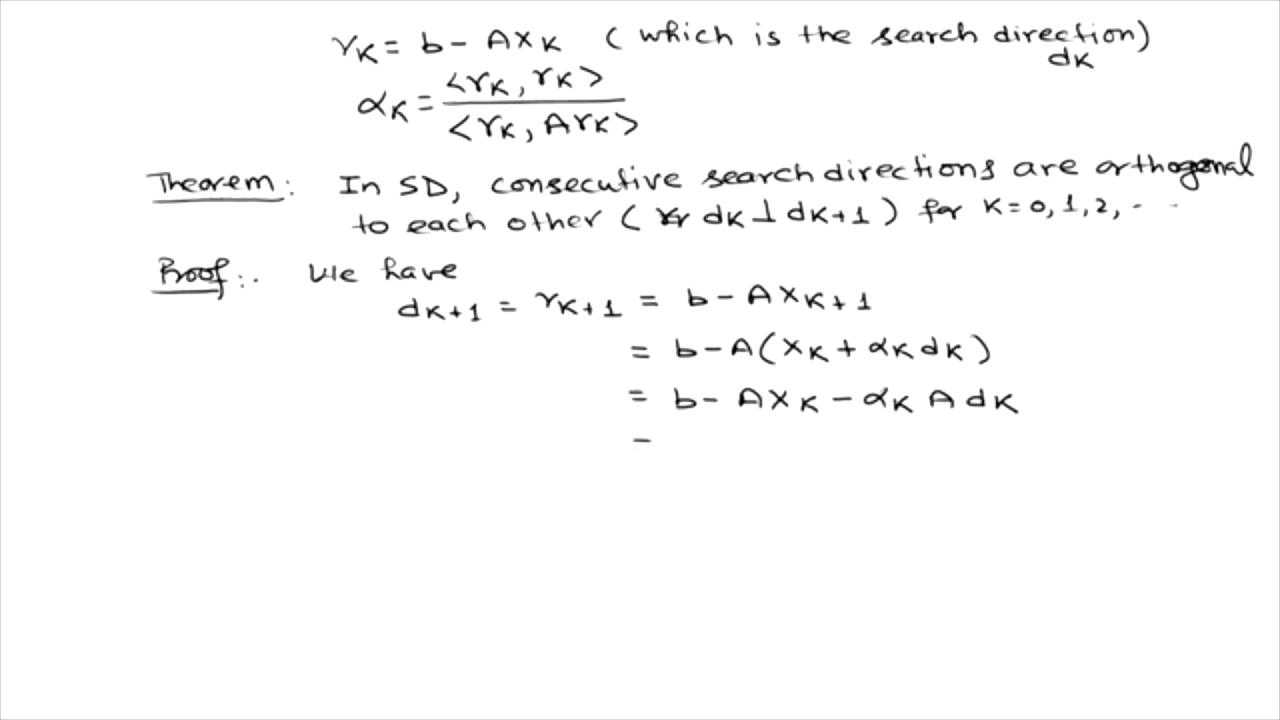 rK = b - AxK (which is the search direction)
dK
αK = <rK, rK> / <rK, ArK>
Theorem: In SD, consecutive search directions are orthogonal
to each other ( dK ⊥ dK+1 ) for K = 0, 1, 2, - -
Proof:. We have
dK+1 = rK+1 = b - AxK+1
= b - A(xK + αK dK)
= b - AxK - αK A dK
=